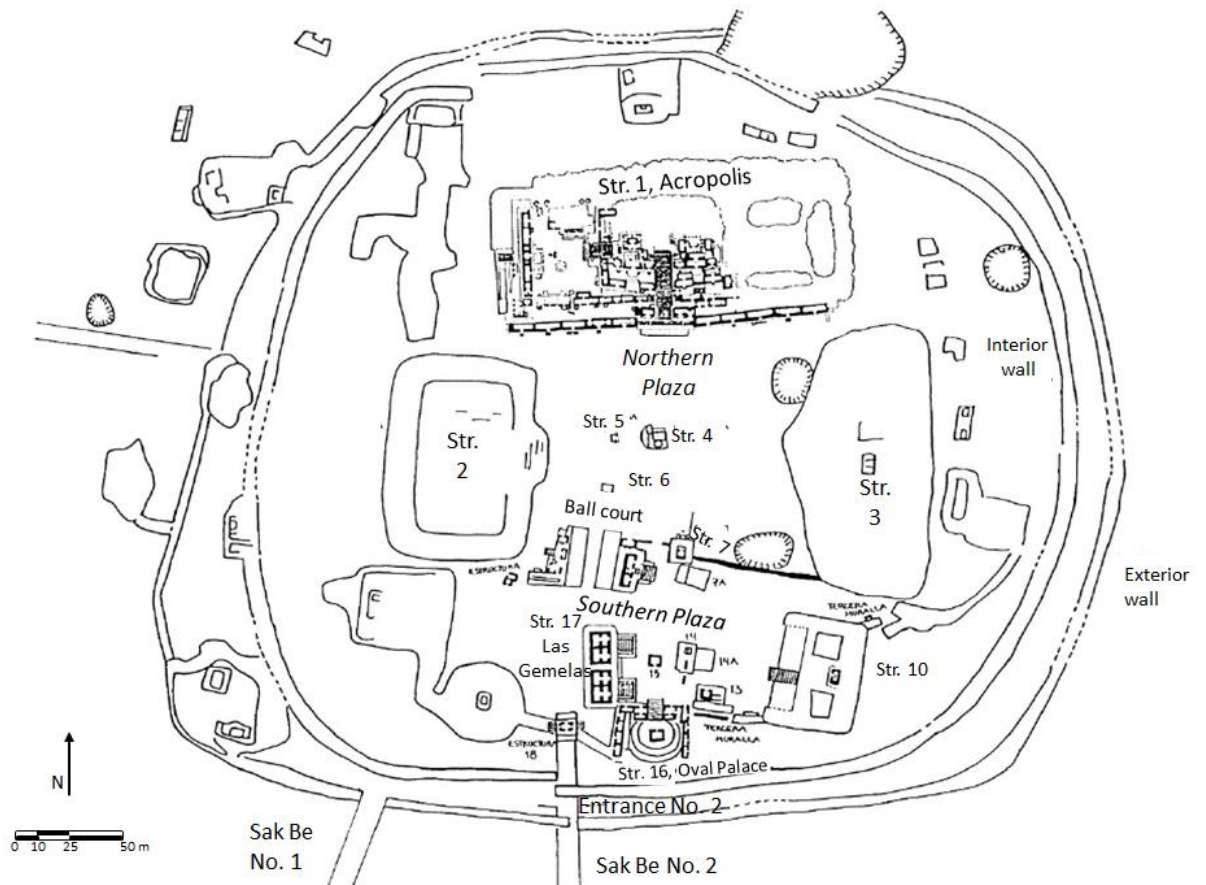 Str. 1, Acropolis
Northern
Plaza
Interior
wall
Str. 5
Str. 4
Str.
2
Str. 6
Str.
3
Ball court
Str. 7
ESTRUCTURA
7A
Exterior
wall
Southern Plaza
TERCERA
MURALLA
Str. 17
Las
Gemelas
14
14A
15
Str. 10
13
TERCERA
MURALLA
ESTRUCTURA
18
Str. 16, Oval Palace
N
Entrance No. 2
0 10 25 50 m
Sak Be
No. 1
Sak Be No. 2